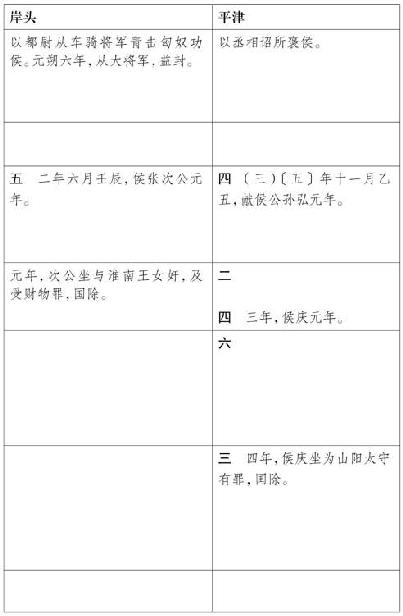 岸头
平津
以都尉从车骑将军青击匈奴功
侯。元朔六年,从大将军,益封。
以丞相诏所褒侯。
五　二年六月壬辰,侯张次公元
年。
四　(三)〔五〕年十一月乙
丑,献侯公孙弘元年。
元年,次公坐与淮南王女奸,及
受财物罪,国除。
二
四　三年,侯庆元年。
六
三　四年,侯庆坐为山阳太守
有罪,国除。